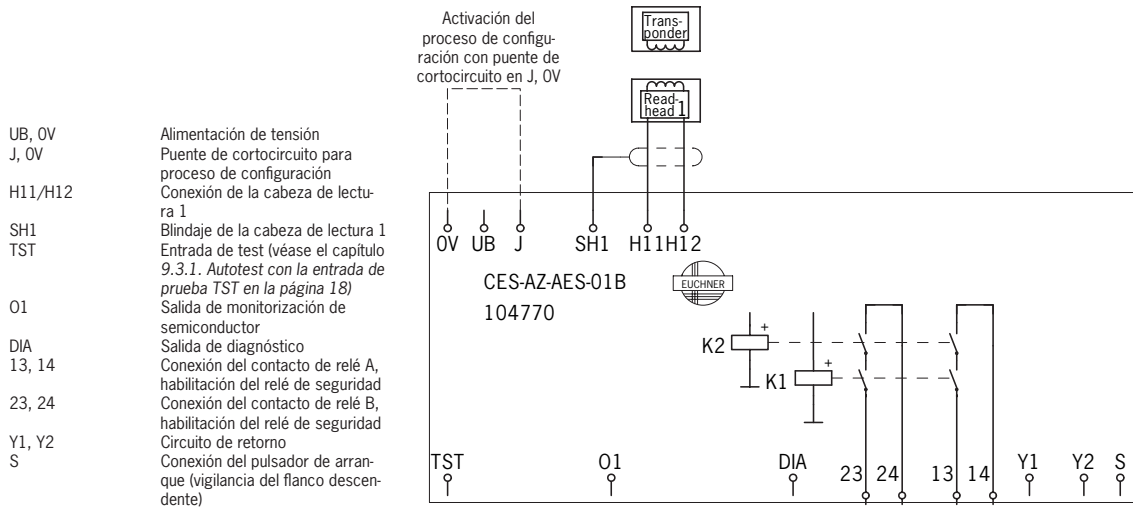 Activación del
proceso de configu-
ración con puente de
cortocircuito en J, 0V
Trans-
ponder
Read-
head 1
UB, 0V Alimentación de tensión
J, 0V Puente de cortocircuito para
proceso de configuración
H11/H12 Conexión de la cabeza de lectu-
ra 1
SH1 Blindaje de la cabeza de lectura 1
TST Entrada de test (véase el capítulo
9.3.1. Autotest con la entrada de
prueba TST en la página 18)
O1 Salida de monitorización de
semiconductor
DIA Salida de diagnóstico
13, 14 Conexión del contacto de relé A,
habilitación del relé de seguridad
23, 24 Conexión del contacto de relé B,
habilitación del relé de seguridad
Y1, Y2 Circuito de retorno
S Conexión del pulsador de arran-
que (vigilancia del flanco descen-
dente)
0V UB J SH1 H11 H12
CES-AZ-AES-01B
104770
EUCHNER
K2 +
K1 +
TST O1 DIA 23 24 13 14 Y1 Y2 S